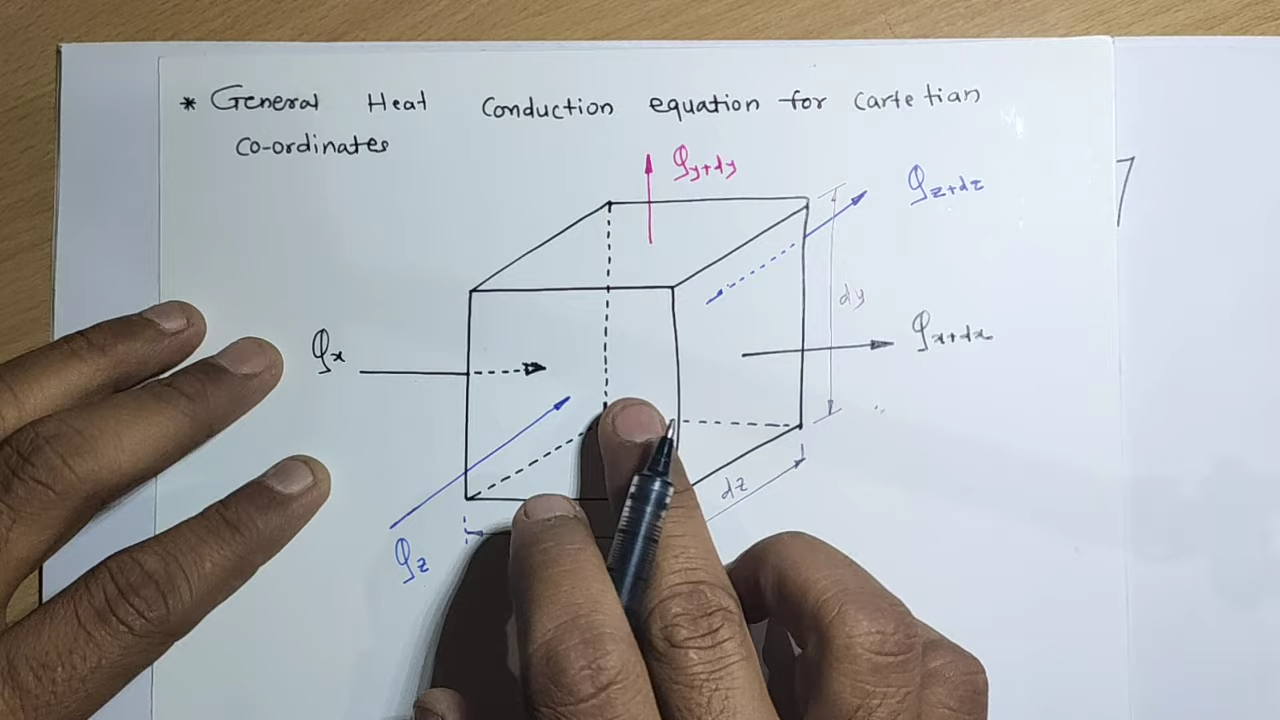 * General Heat Conduction equation for Cartetian
Co-ordinates
Qy+dy
Qz+dz
dy
Qx+dx
Qx
dz
Qz